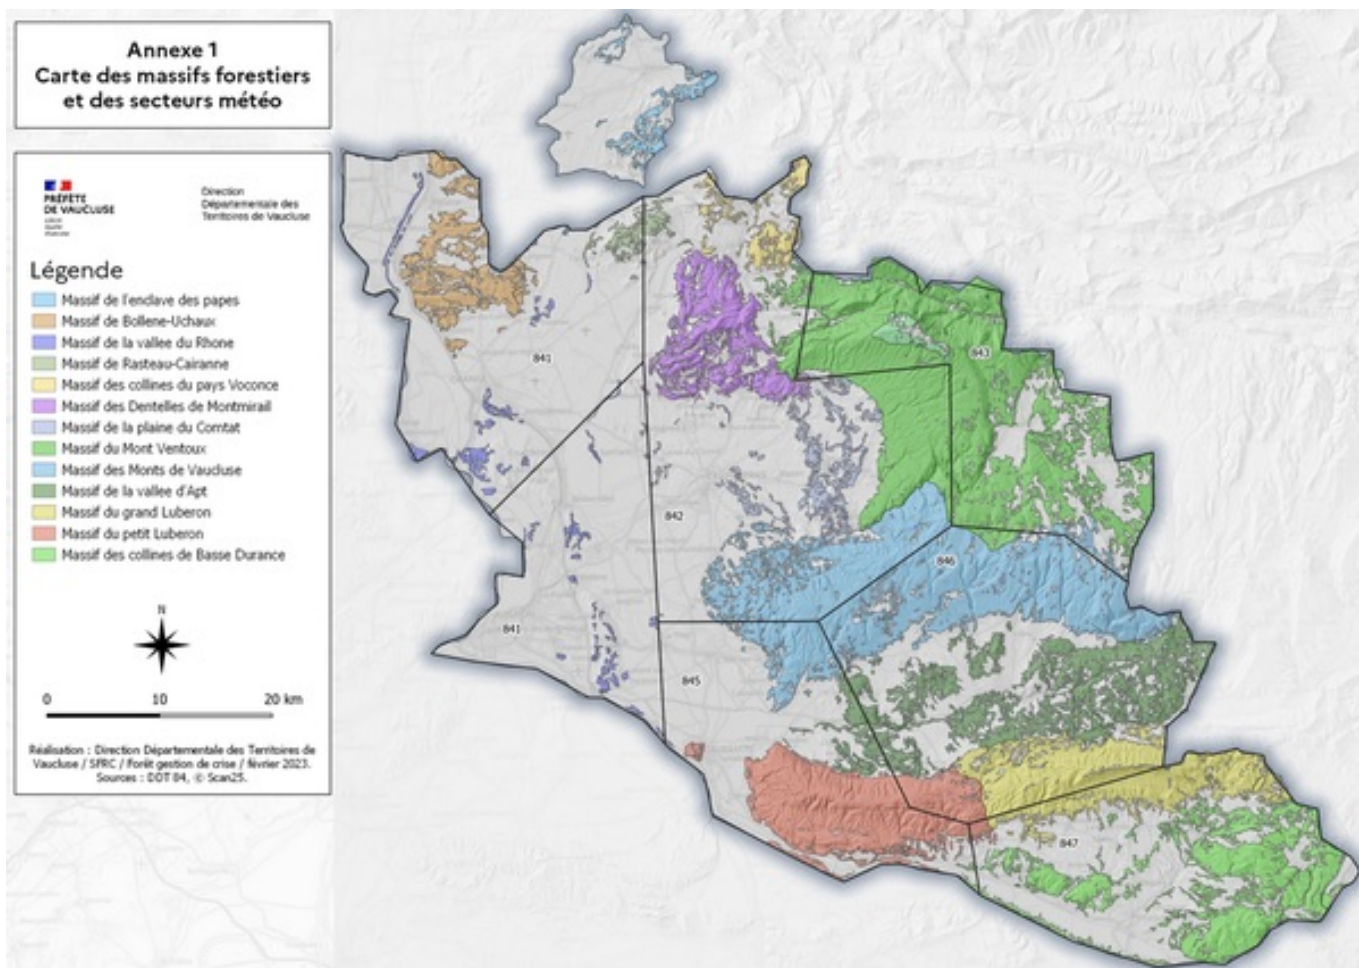 Annexe 1
Carte des massifs forestiers
et des secteurs météo
PRÉFÈTE
DE VAUCLUSE
Direction
Départementale des
Territoires de Vaucluse
Légende
Massif de l'enclave des papes
Massif de Bollene-Uchaux
Massif de la vallee du Rhone
Massif de Rasteau-Cairanne
Massif des collines du pays Voconce
Massif des Dentelles de Montmirail
Massif de la plaine du Comtat
Massif du Mont Ventoux
Massif des Monts de Vaucluse
Massif de la vallee d'Apt
Massif du grand Luberon
Massif du petit Luberon
Massif des collines de Basse Durance
N
0 10 20 km
Réalisation : Direction Départementale des Territoires de
Vaucluse / SFRC / Forêt gestion de crise / février 2023.
Sources : DDT 84, © Scan25.
841
843
842
846
841
845
847